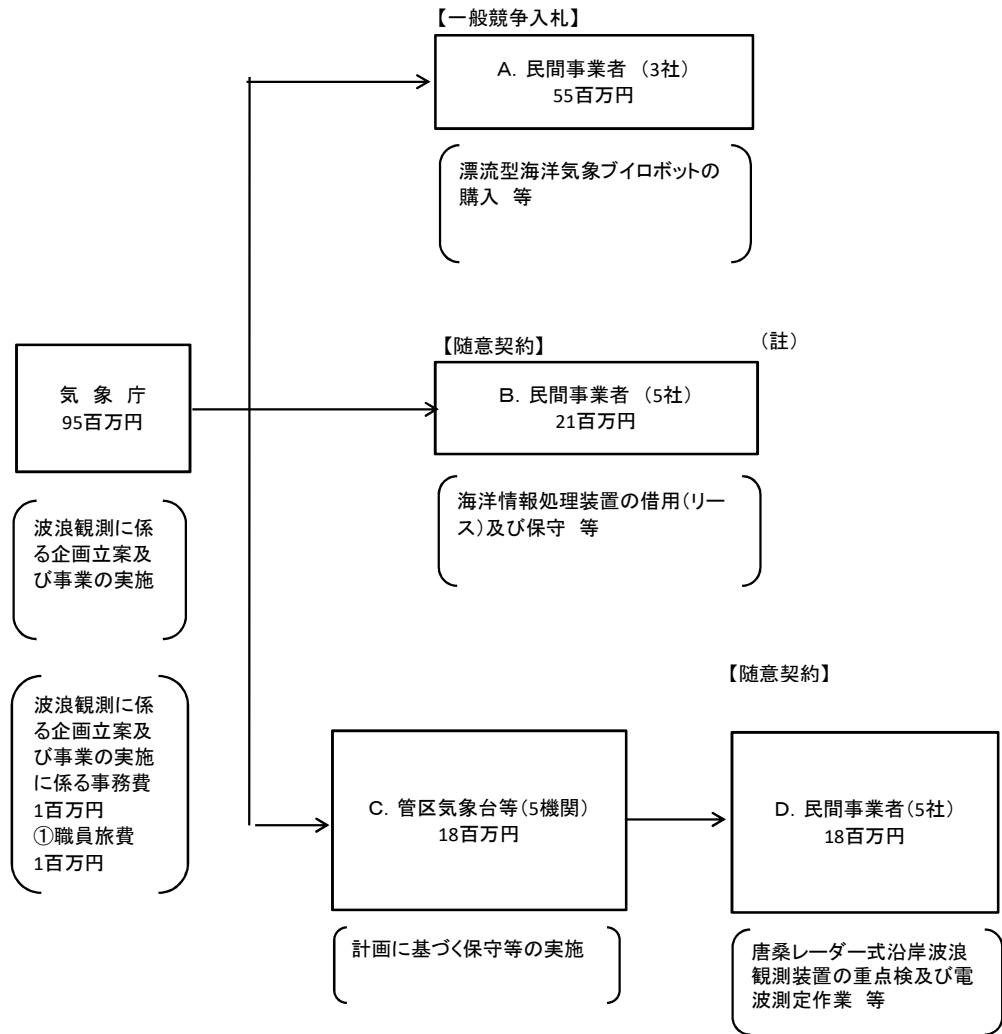 【一般競争入札】
A．民間事業者　（3社）
55百万円
漂流型海洋気象ブイロボットの
購入　等
【随意契約】
（註）
気　象　庁
95百万円
B．民間事業者　（5社）
21百万円
波浪観測に係
る企画立案及
び事業の実施
海洋情報処理装置の借用（リー
ス）及び保守　等
波浪観測に係
る企画立案及
び事業の実施
に係る事務費
1百万円
①職員旅費
1百万円
【随意契約】
C．管区気象台等（5機関）
18百万円
D．民間事業者（5社）
18百万円
計画に基づく保守等の実施
唐桑レーダー式沿岸波浪
観測装置の重点検及び電
波測定作業　等